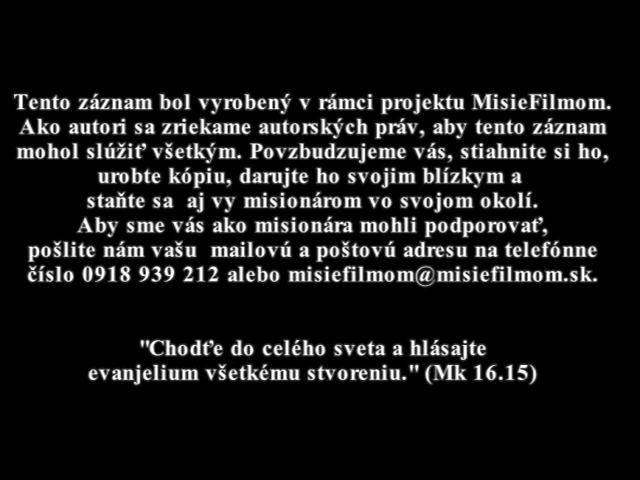 Tento záznam bol vyrobený v rámci projektu MisieFilmom.
Ako autori sa zriekame autorských práv, aby tento záznam
mohol slúžiť všetkým. Povzbudzujeme vás, stiahnite si ho,
urobte kópiu, darujte ho svojim blízkym a
staňte sa  aj vy misionárom vo svojom okolí.
Aby sme vás ako misionára mohli podporovať,
pošlite nám vašu  mailovú a poštovú adresu na telefónne
číslo 0918 939 212 alebo misiefilmom@misiefilmom.sk.
"Choďte do celého sveta a hlásajte
evanjelium všetkému stvoreniu." (Mk 16.15)